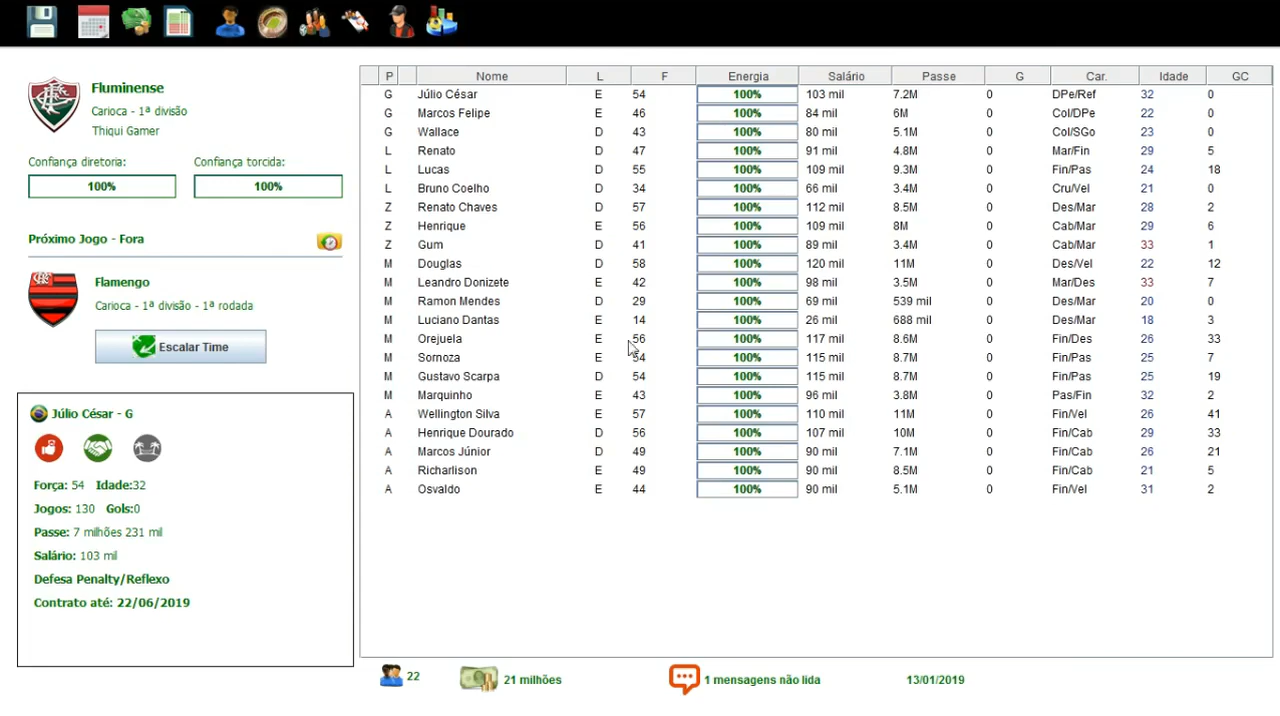 Fluminense
Carioca - 1ª divisão
Thiqui Gamer
Confiança diretoria: Confiança torcida:
100% 100%
Próximo Jogo - Fora
Flamengo
Carioca - 1ª divisão - 1ª rodada
Escalar Time
Júlio César - G
Força: 54 Idade:32
Jogos: 130 Gols:0
Passe: 7 milhões 231 mil
Salário: 103 mil
Defesa Penalty/Reflexo
Contrato até: 22/06/2019
P Nome L F Energia Salário Passe G Car. Idade GC
G Júlio César E 54 100% 103 mil 7.2M 0 DPe/Ref 32 0
G Marcos Felipe E 46 100% 84 mil 6M 0 Col/DPe 22 0
G Wallace D 43 100% 80 mil 5.1M 0 Col/SGo 23 0
L Renato D 47 100% 91 mil 4.8M 0 Mar/Fin 29 5
L Lucas D 55 100% 109 mil 9.3M 0 Fin/Pas 24 18
L Bruno Coelho D 34 100% 66 mil 3.4M 0 Cru/Vel 21 0
Z Renato Chaves D 57 100% 112 mil 8.5M 0 Des/Mar 28 2
Z Henrique E 56 100% 109 mil 8M 0 Cab/Mar 29 6
Z Gum D 41 100% 89 mil 3.4M 0 Cab/Mar 33 1
M Douglas D 58 100% 120 mil 11M 0 Des/Vel 22 12
M Leandro Donizete E 42 100% 98 mil 3.5M 0 Mar/Des 33 7
M Ramon Mendes D 29 100% 69 mil 539 mil 0 Des/Mar 20 0
M Luciano Dantas E 14 100% 26 mil 688 mil 0 Des/Mar 18 3
M Orejuela E 56 100% 117 mil 8.6M 0 Fin/Des 26 33
M Sornoza E 54 100% 115 mil 8.7M 0 Fin/Pas 25 7
M Gustavo Scarpa D 54 100% 115 mil 8.7M 0 Fin/Pas 25 19
M Marquinho E 43 100% 96 mil 3.8M 0 Pas/Fin 32 2
A Wellington Silva E 57 100% 110 mil 11M 0 Fin/Vel 26 41
A Henrique Dourado D 56 100% 107 mil 10M 0 Fin/Cab 29 33
A Marcos Júnior D 49 100% 90 mil 7.1M 0 Fin/Cab 26 21
A Richarlison E 49 100% 90 mil 8.5M 0 Fin/Cab 21 5
A Osvaldo E 44 100% 90 mil 5.1M 0 Fin/Vel 31 2
22 21 milhões 1 mensagens não lida 13/01/2019